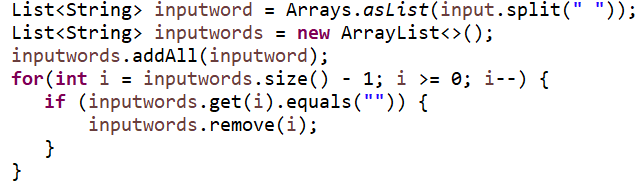 List<String> inputword = Arrays.asList(input.split(" "));
List<String> inputwords = new ArrayList<>();
inputwords.addAll(inputword);
for(int i = inputwords.size() - 1; i >= 0; i--) {
if (inputwords.get(i).equals("")) {
inputwords.remove(i);
}
}